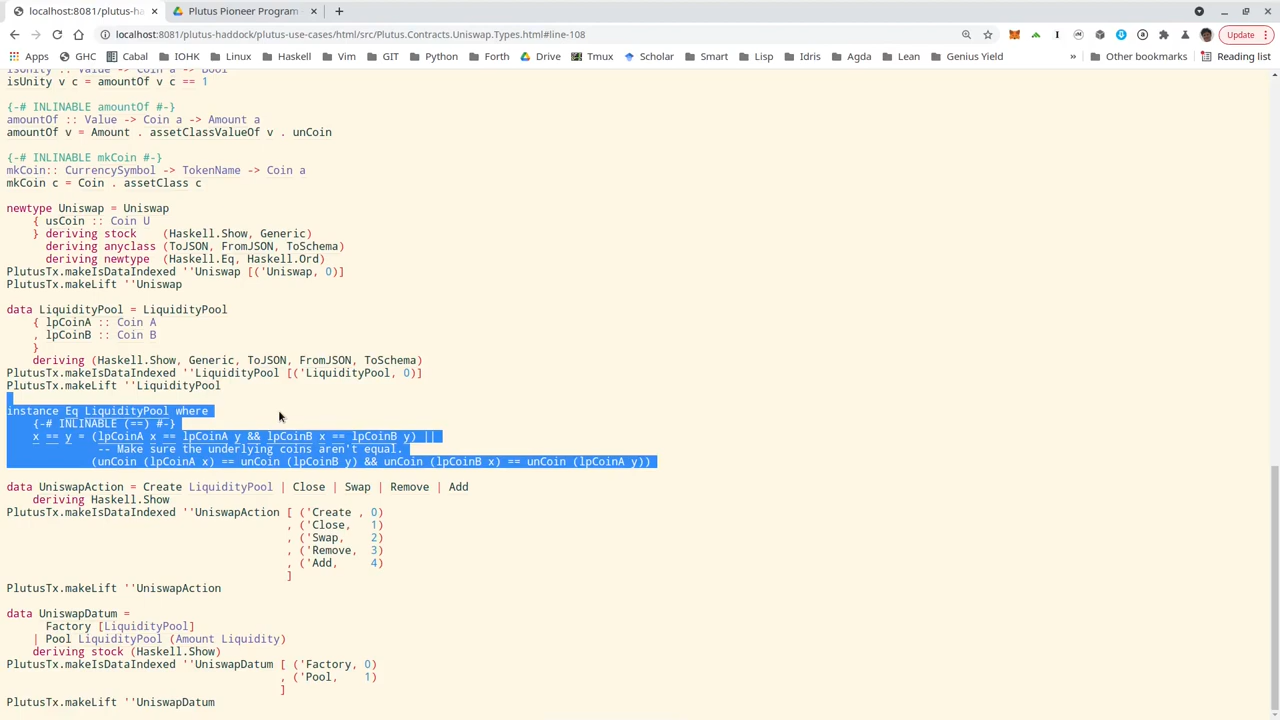 localhost:8081/plutus-ha
Plutus Pioneer Program -
localhost:8081/plutus-haddock/plutus-use-cases/html/src/Plutus.Contracts.Uniswap.Types.html#line-108
Update
Apps
GHC
Cabal
IOHK
Linux
Haskell
Vim
GIT
Python
Forth
Drive
Tmux
Scholar
Smart
Lisp
Idris
Agda
Lean
Genius Yield
»
Other bookmarks
Reading list
isUnity :: Value -> Coin a -> Bool
isUnity v c = amountOf v c == 1
{-# INLINABLE amountOf #-}
amountOf :: Value -> Coin a -> Amount a
amountOf v = Amount . assetClassValueOf v . unCoin
{-# INLINABLE mkCoin #-}
mkCoin:: CurrencySymbol -> TokenName -> Coin a
mkCoin c = Coin . assetClass c
newtype Uniswap = Uniswap
{ usCoin :: Coin U
} deriving stock    (Haskell.Show, Generic)
deriving anyclass (ToJSON, FromJSON, ToSchema)
deriving newtype  (Haskell.Eq, Haskell.Ord)
PlutusTx.makeIsDataIndexed ''Uniswap [('Uniswap, 0)]
PlutusTx.makeLift ''Uniswap
data LiquidityPool = LiquidityPool
{ lpCoinA :: Coin A
, lpCoinB :: Coin B
}
deriving (Haskell.Show, Generic, ToJSON, FromJSON, ToSchema)
PlutusTx.makeIsDataIndexed ''LiquidityPool [('LiquidityPool, 0)]
PlutusTx.makeLift ''LiquidityPool
instance Eq LiquidityPool where
{-# INLINABLE (==) #-}
x == y = (lpCoinA x == lpCoinA y && lpCoinB x == lpCoinB y) ||
-- Make sure the underlying coins aren't equal.
(unCoin (lpCoinA x) == unCoin (lpCoinB y) && unCoin (lpCoinB x) == unCoin (lpCoinA y))
data UniswapAction = Create LiquidityPool | Close | Swap | Remove | Add
deriving Haskell.Show
PlutusTx.makeIsDataIndexed ''UniswapAction [ ('Create , 0)
, ('Close,   1)
, ('Swap,    2)
, ('Remove,  3)
, ('Add,     4)
]
PlutusTx.makeLift ''UniswapAction
data UniswapDatum =
Factory [LiquidityPool]
| Pool LiquidityPool (Amount Liquidity)
deriving stock (Haskell.Show)
PlutusTx.makeIsDataIndexed ''UniswapDatum [ ('Factory, 0)
, ('Pool,    1)
]
PlutusTx.makeLift ''UniswapDatum